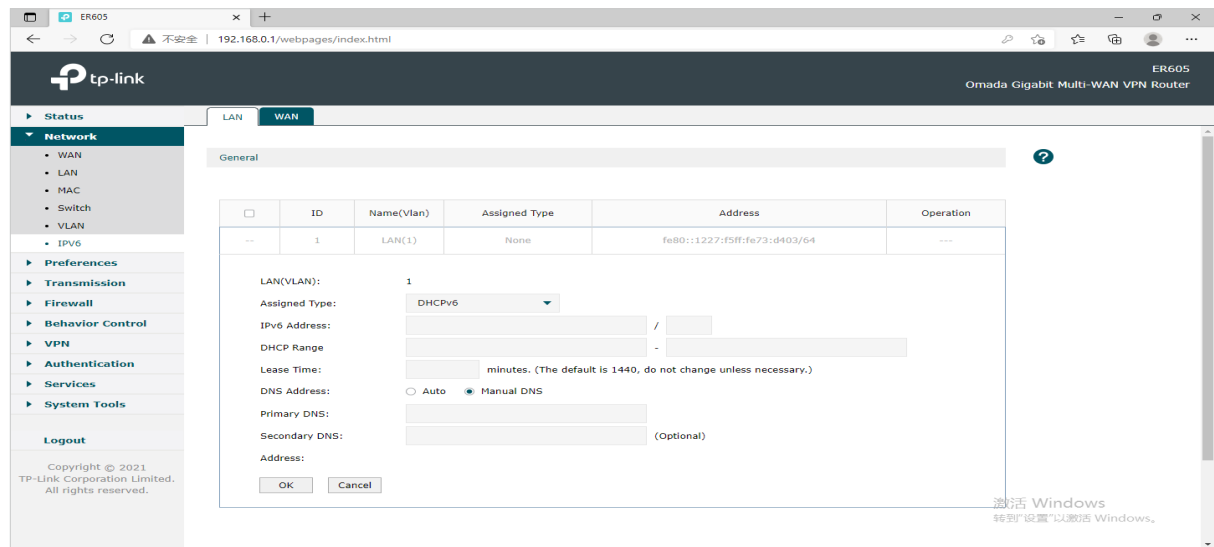 ER605
不安全 | 192.168.0.1/webpages/index.html
tp-link
ER605
Omada Gigabit Multi-WAN VPN Router
Status
Network
WAN
LAN
MAC
Switch
VLAN
IPV6
Preferences
Transmission
Firewall
Behavior Control
VPN
Authentication
Services
System Tools
Logout
Copyright © 2021
TP-Link Corporation Limited.
All rights reserved.
LAN WAN
General
ID Name(Vlan) Assigned Type Address Operation
-- 1 LAN(1) None fe80::1227:f5ff:fe73:d403/64 ---
LAN(VLAN): 1
Assigned Type: DHCPv6
IPv6 Address: /
DHCP Range -
Lease Time: minutes. (The default is 1440, do not change unless necessary.)
DNS Address: Auto Manual DNS
Primary DNS:
Secondary DNS: (Optional)
Address:
OK Cancel
激活 Windows
转到"设置"以激活 Windows。